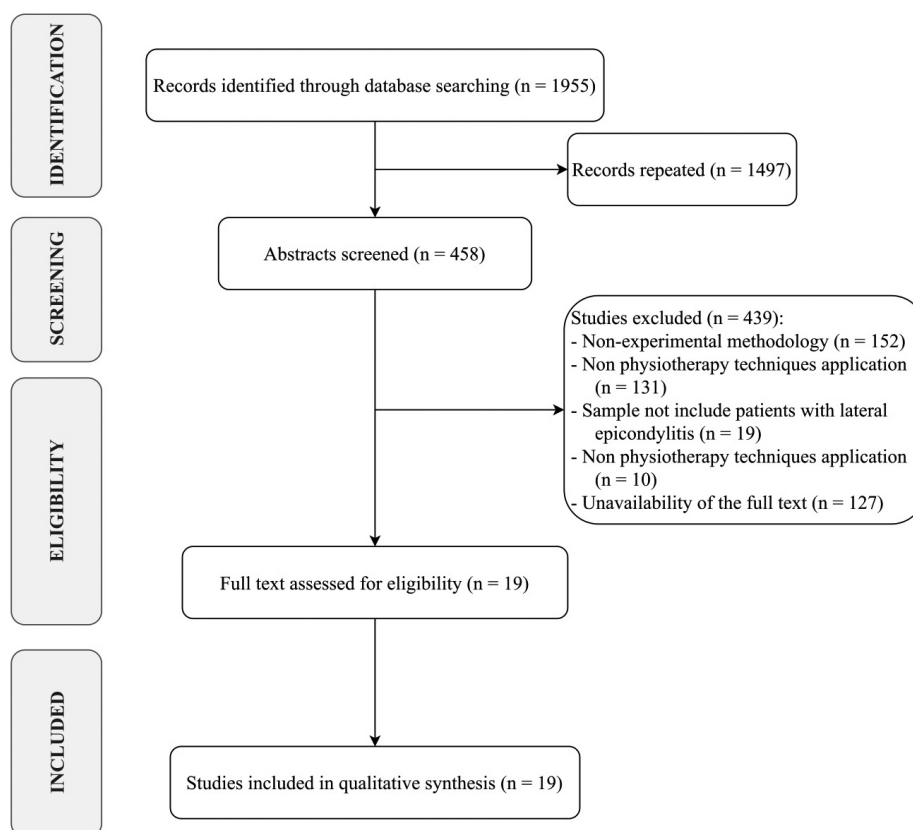 IDENTIFICATION
Records identified through database searching (n = 1955)
Records repeated (n = 1497)
SCREENING
Abstracts screened (n = 458)
Studies excluded (n = 439):
- Non-experimental methodology (n = 152)
- Non physiotherapy techniques application
(n = 131)
- Sample not include patients with lateral
epicondylitis (n = 19)
- Non physiotherapy techniques application
(n = 10)
- Unavailability of the full text (n = 127)
ELIGIBILITY
Full text assessed for eligibility (n = 19)
INCLUDED
Studies included in qualitative synthesis (n = 19)